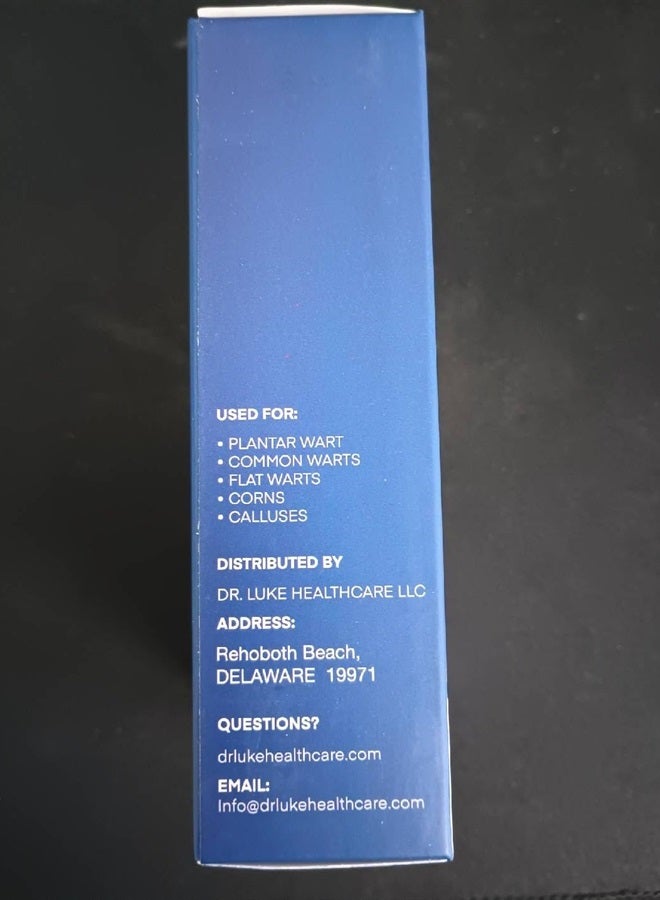 USED FOR:
• PLANTAR WART
• COMMON WARTS
• FLAT WARTS
• CORNS
• CALLUSES
DISTRIBUTED BY
DR. LUKE HEALTHCARE LLC
ADDRESS:
Rehoboth Beach,
DELAWARE 19971
QUESTIONS?
drlukehealthcare.com
EMAIL:
Info@drlukehealthcare.com